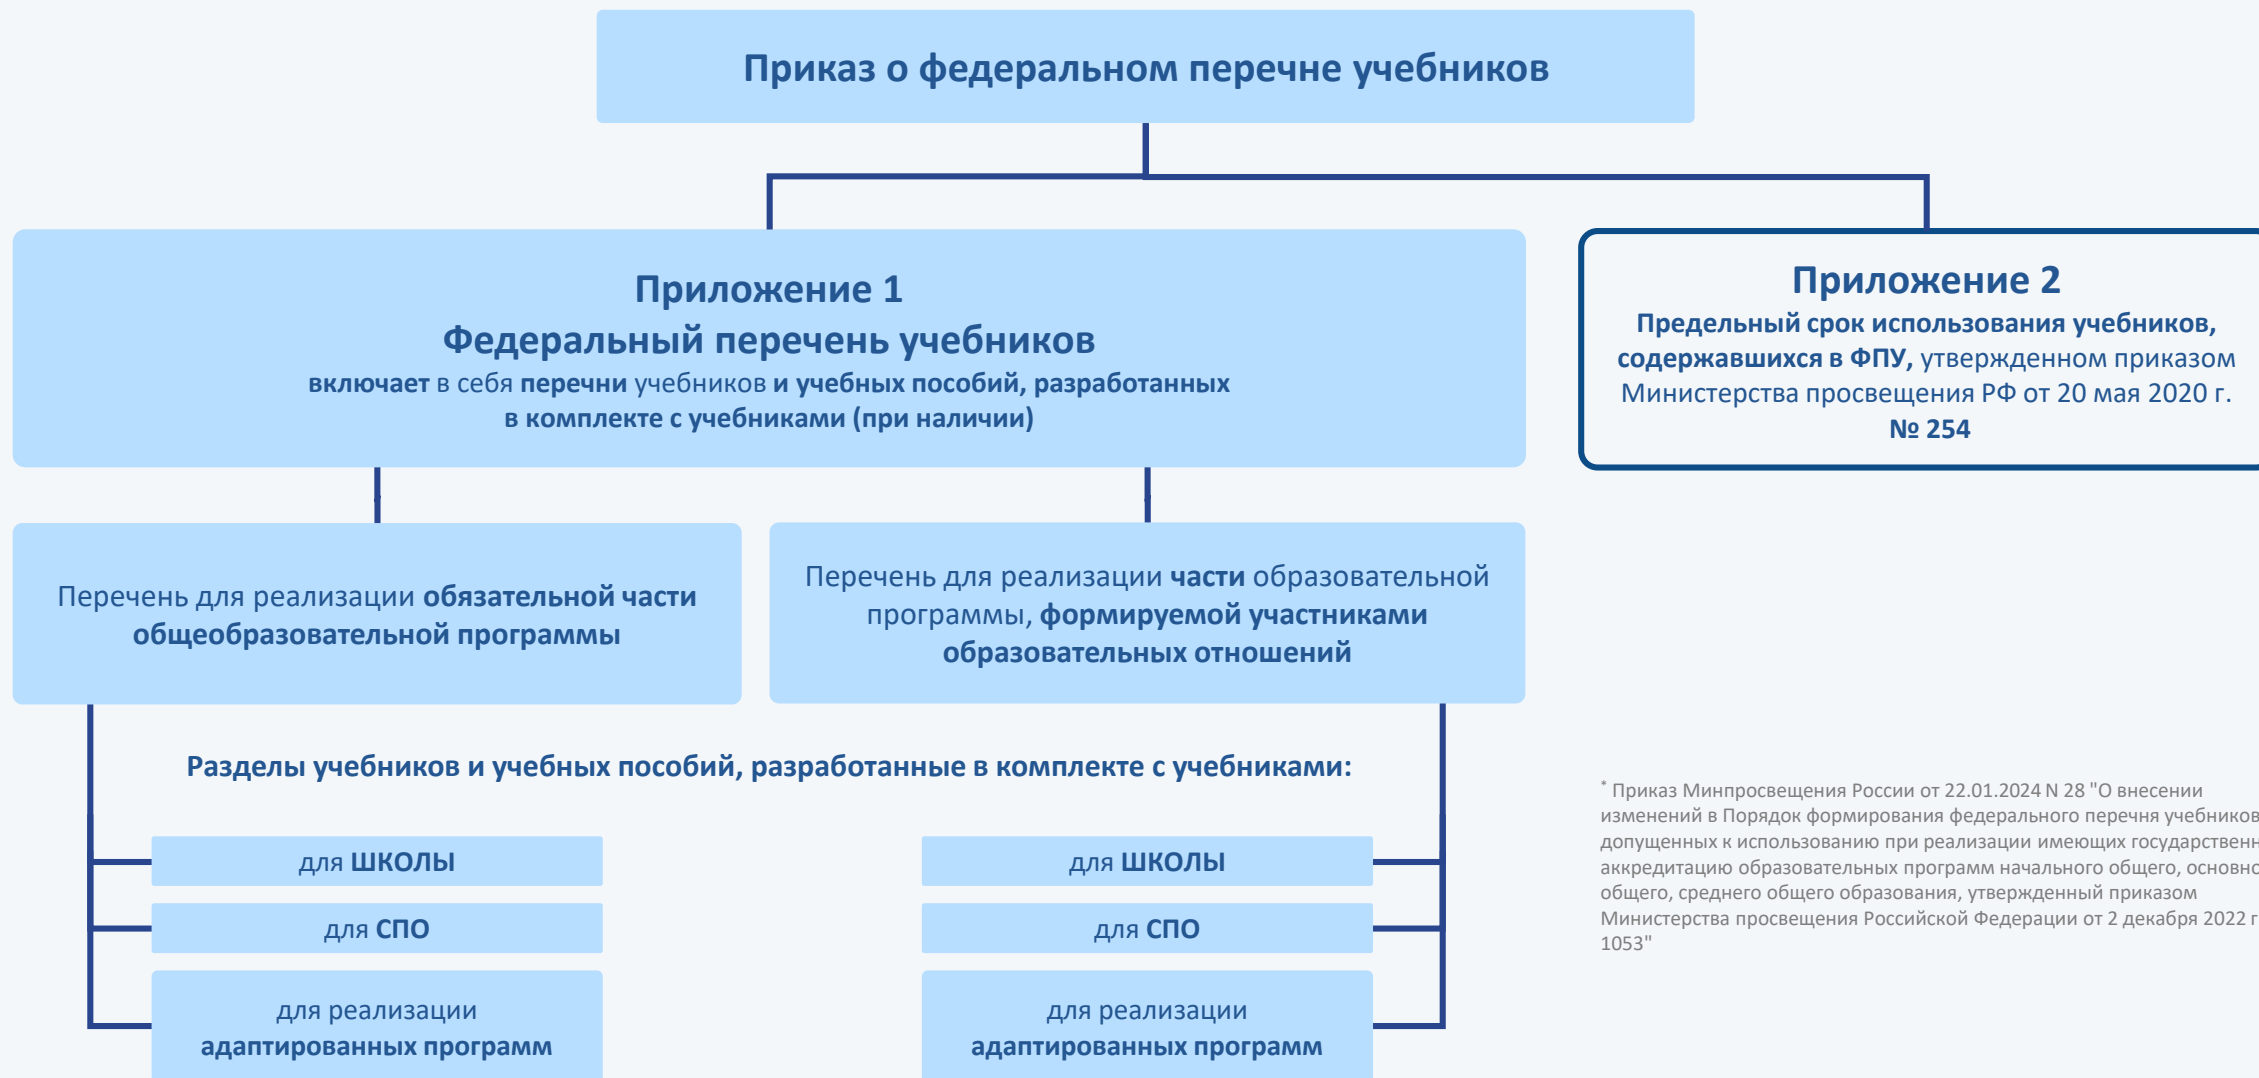 Приказ о федеральном перечне учебников
Приложение 1
Федеральный перечень учебников
включает в себя перечни учебников и учебных пособий, разработанных
в комплекте с учебниками (при наличии)
Приложение 2
Предельный срок использования учебников,
содержавшихся в ФПУ, утвержденном приказом
Министерства просвещения РФ от 20 мая 2020 г.
№ 254
Перечень для реализации обязательной части
общеобразовательной программы
Перечень для реализации части образовательной
программы, формируемой участниками
образовательных отношений
Разделы учебников и учебных пособий, разработанные в комплекте с учебниками:
для ШКОЛЫ
для СПО
для реализации
адаптированных программ
для ШКОЛЫ
для СПО
для реализации
адаптированных программ
* Приказ Минпросвещения России от 22.01.2024 N 28 "О внесении
изменений в Порядок формирования федерального перечня учебников
допущенных к использованию при реализации имеющих
аккредитацию образовательных программ начального общего,
общего, среднего общего образования, утвержденный приказом
Министерства просвещения Российской Федерации от 2 декабря 2022 г
1053"